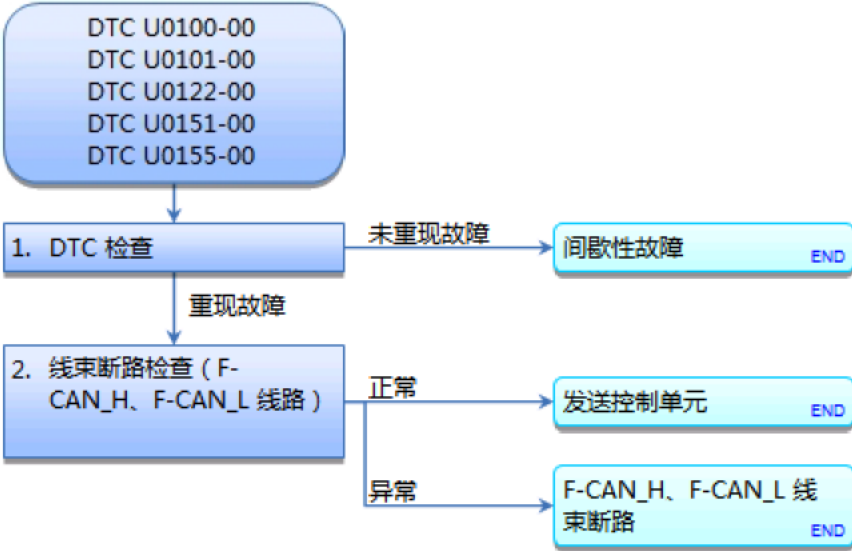 DTC U0100-00
DTC U0101-00
DTC U0122-00
DTC U0151-00
DTC U0155-00
1. DTC 检查
未重现故障
间歇性故障
END
重现故障
2. 线束断路检查（F-
CAN_H、F-CAN_L 线路）
正常
发送控制单元
END
异常
F-CAN_H、F-CAN_L 线
束断路
END